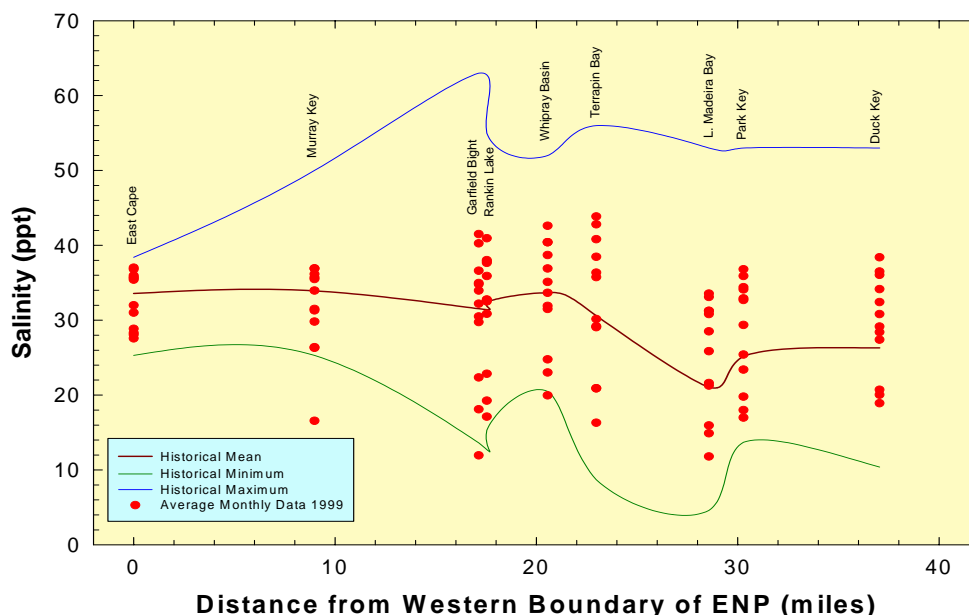 70
60
50
40
30
20
10
0
Salinity (ppt)
East Cape
Murray Key
Garfield Bight
Rankin Lake
Whipray Basin
Terrapin Bay
L. Madeira Bay
Park Key
Duck Key
Historical Mean
Historical Minimum
Historical Maximum
Average Monthly Data 1999
0 10 20 30 40
Distance from Western Boundary of ENP (miles)